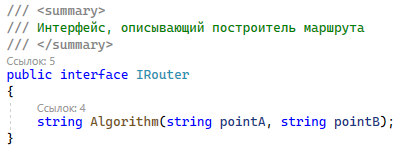 /// <summary>
/// Интерфейс, описывающий построитель маршрута
/// </summary>
Ссылок: 5
public interface IRouter
{
Ссылок: 4
string Algorithm(string pointA, string pointB);
}